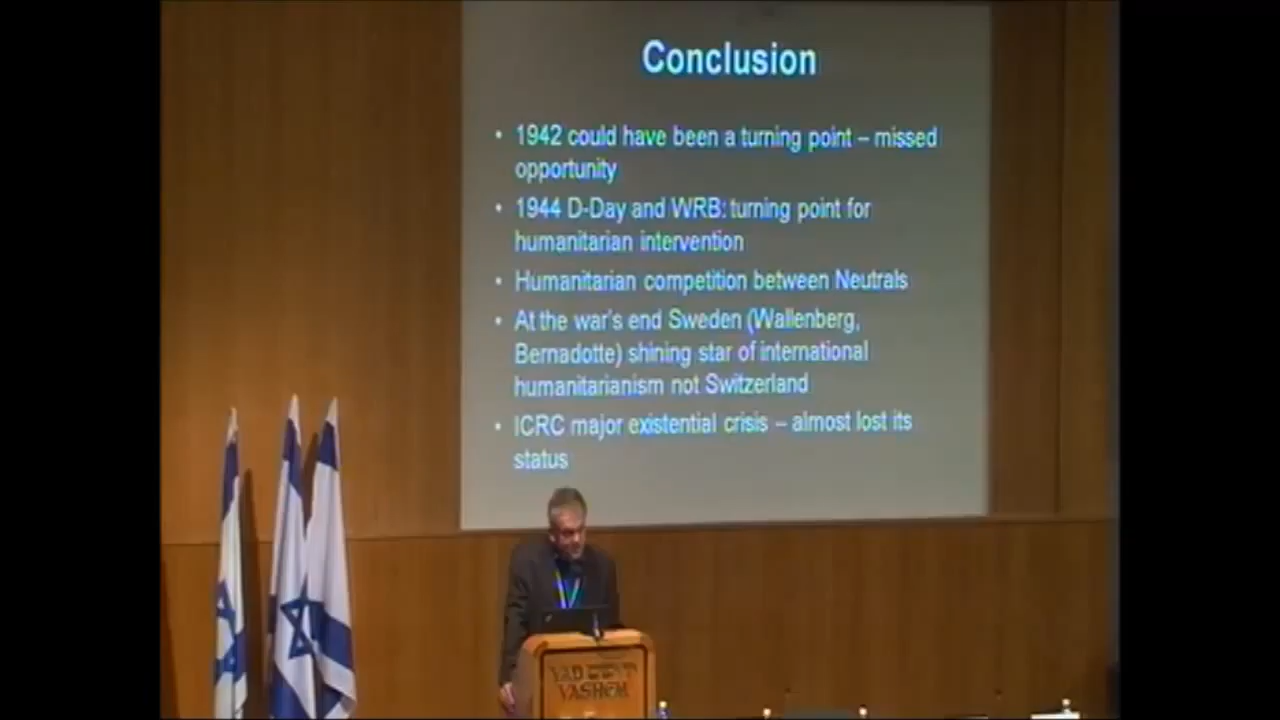 Conclusion
• 1942 could have been a turning point – missed
opportunity
• 1944 D-Day and WRB: turning point for
humanitarian intervention
• Humanitarian competition between Neutrals
• At the war's end Sweden (Wallenberg,
Bernadotte) shining star of international
humanitarianism not Switzerland
• ICRC major existential crisis – almost lost its
status
YAD יד ושם
VASHEM